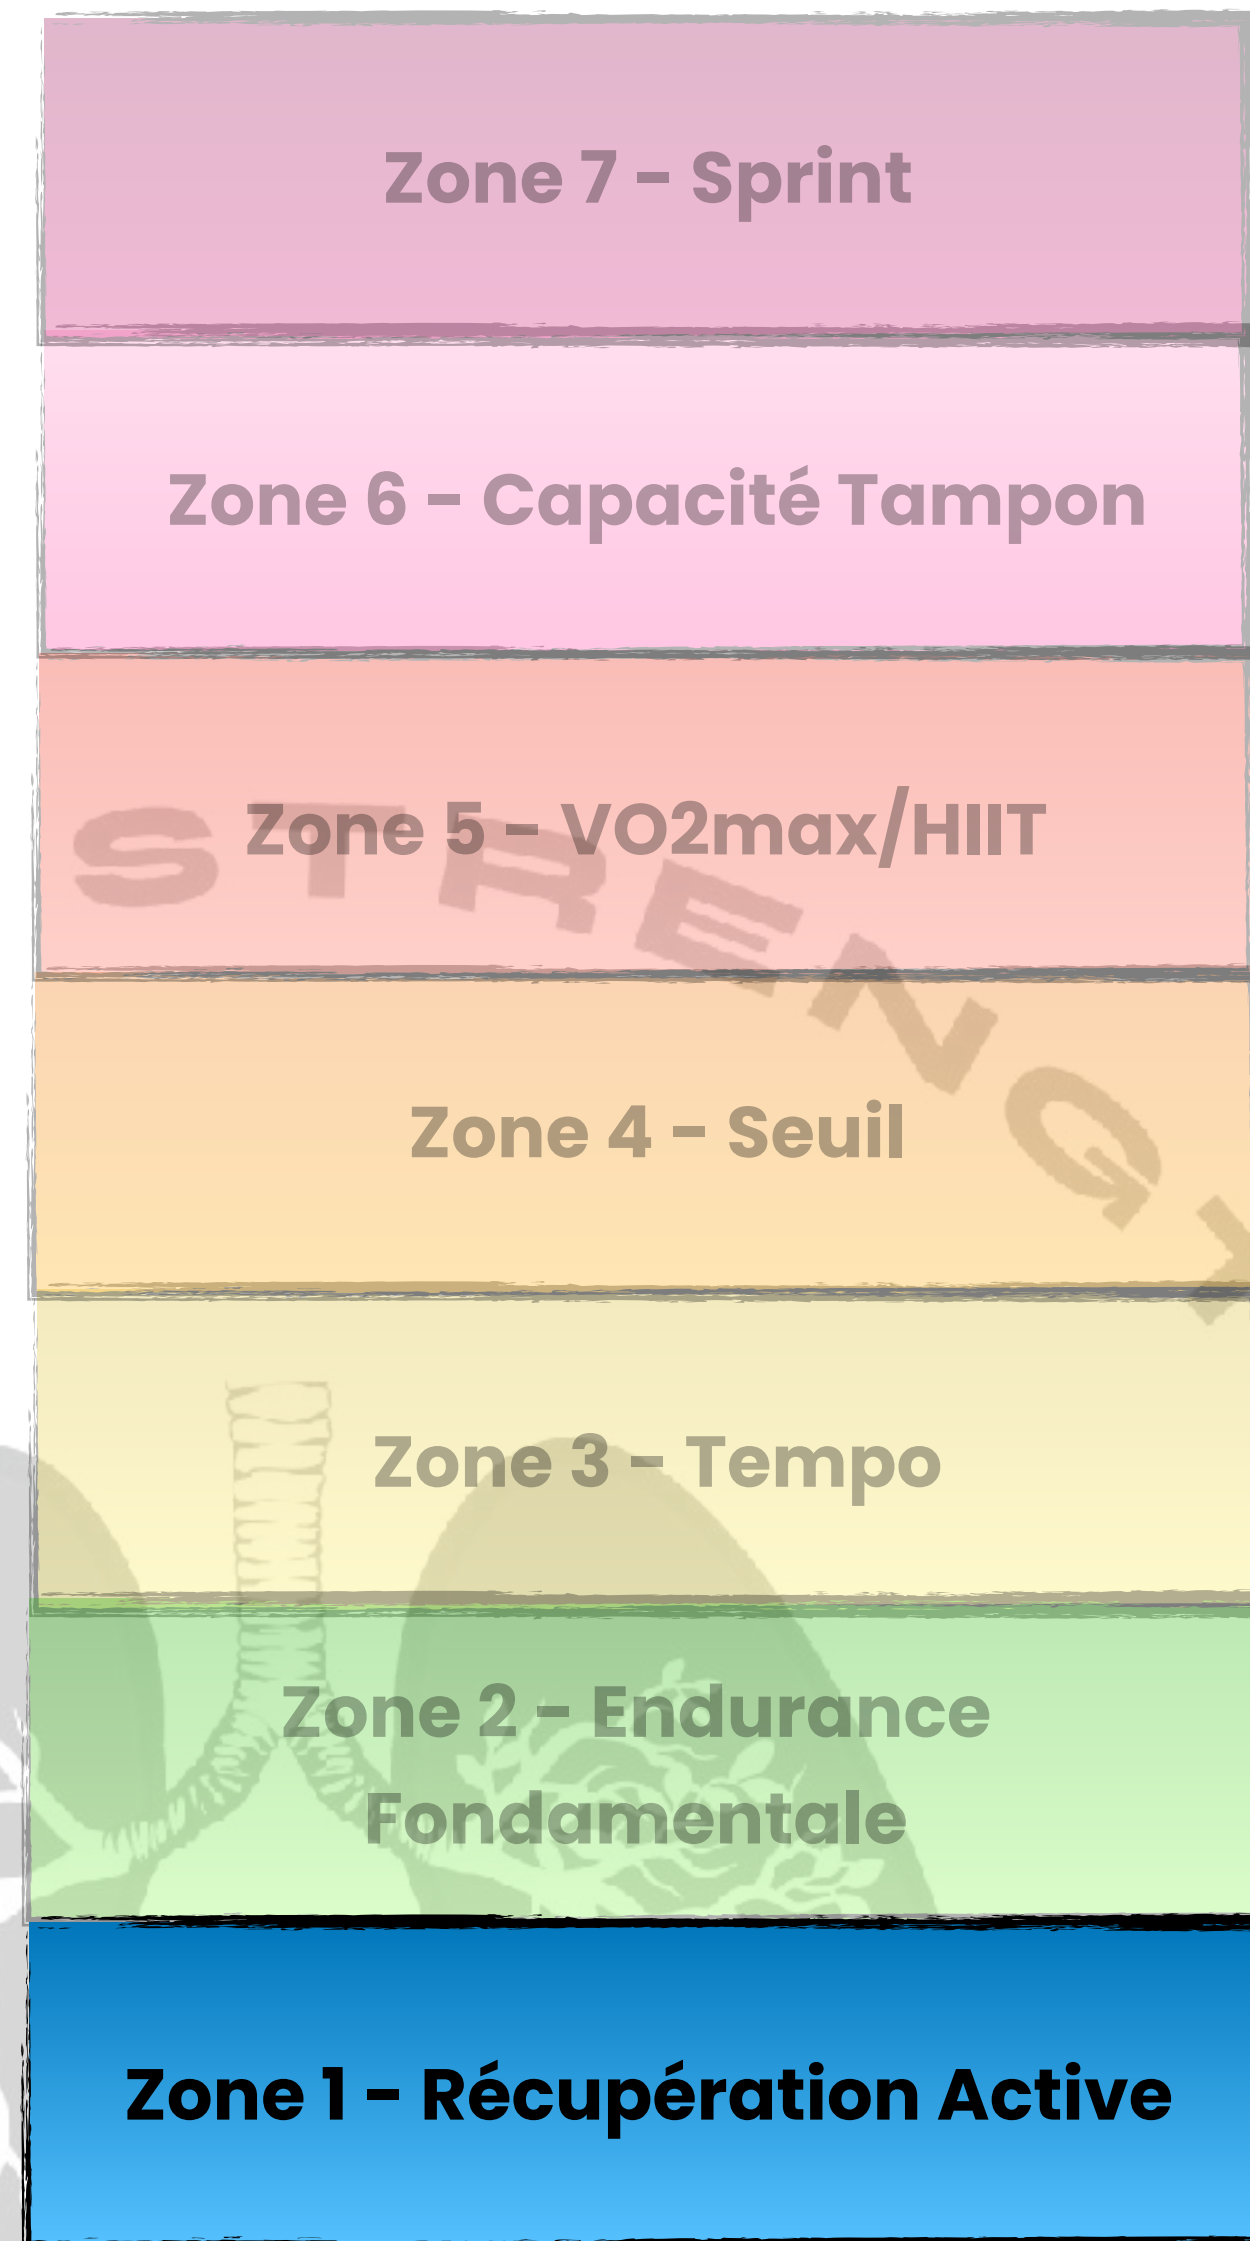 Zone 7 - Sprint
Zone 6 - Capacité Tampon
Zone 5 - VO2max/HIIT
STRENGT
Zone 4 - Seuil
Zone 3 - Tempo
Zone 2 - Endurance
Fondamentale
Zone 1 - Récupération Active